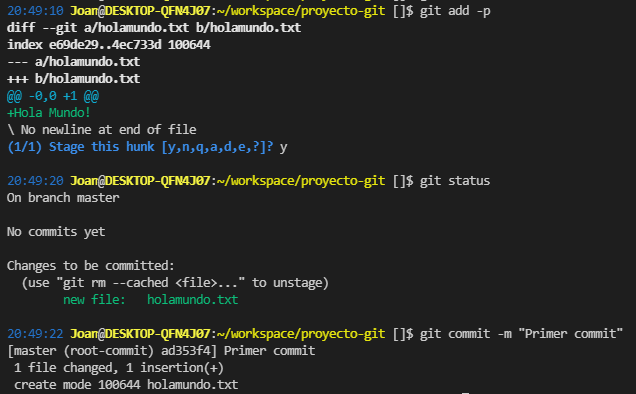 20:49:10 Joan@DESKTOP-QFN4J07:~/workspace/proyecto-git []$ git add -p
diff --git a/holamundo.txt b/holamundo.txt
index e69de29..4ec733d 100644
--- a/holamundo.txt
+++ b/holamundo.txt
@@ -0,0 +1 @@
+Hola Mundo!
\ No newline at end of file
(1/1) Stage this hunk [y,n,q,a,d,e,?]? y
20:49:20 Joan@DESKTOP-QFN4J07:~/workspace/proyecto-git []$ git status
On branch master
No commits yet
Changes to be committed:
  (use "git rm --cached <file>..." to unstage)
        new file:   holamundo.txt
20:49:22 Joan@DESKTOP-QFN4J07:~/workspace/proyecto-git []$ git commit -m "Primer commit"
[master (root-commit) ad353f4] Primer commit
 1 file changed, 1 insertion(+)
 create mode 100644 holamundo.txt